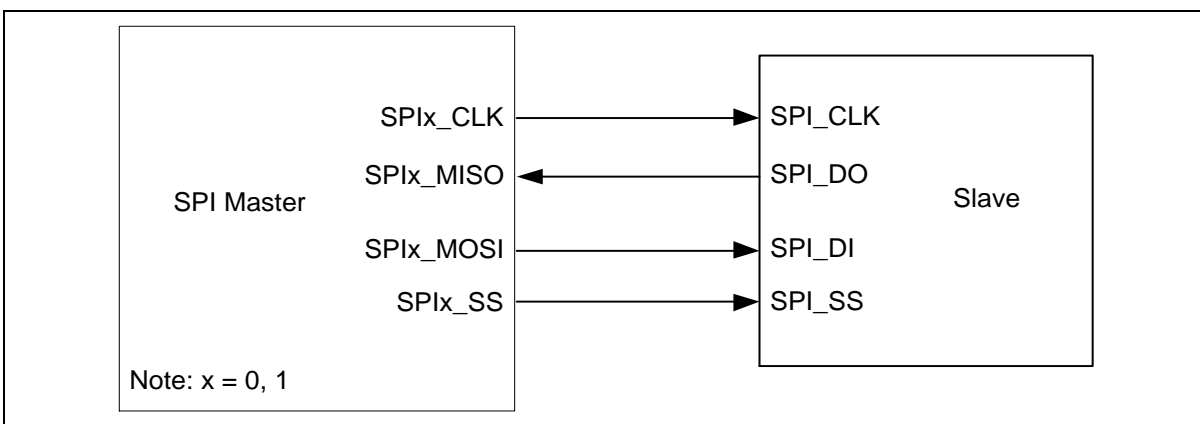 SPIx_CLK SPI_CLK
SPIx_MISO SPI_DO
SPI Master Slave
SPIx_MOSI SPI_DI
SPIx_SS SPI_SS
Note: x = 0, 1